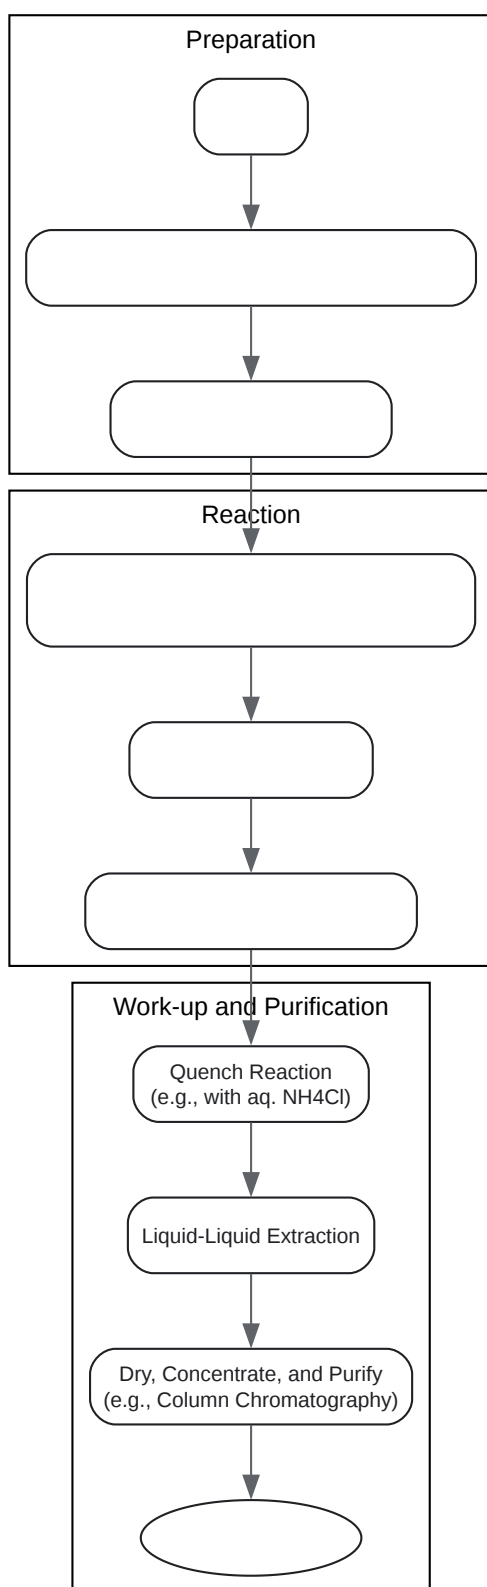 Preparation
Reaction
Work-up and Purification
Quench Reaction
(e.g., with aq. NH4Cl)
Liquid-Liquid Extraction
Dry, Concentrate, and Purify
(e.g., Column Chromatography)